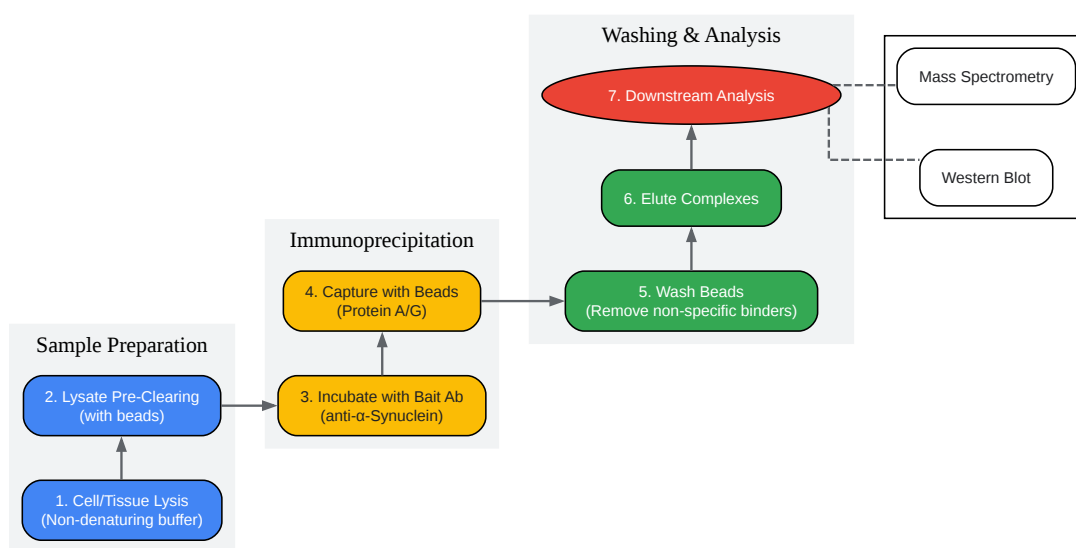 Sample Preparation
1. Cell/Tissue Lysis
(Non-denaturing buffer)
2. Lysate Pre-Clearing
(with beads)
Immunoprecipitation
3. Incubate with Bait Ab
(anti-α-Synuclein)
4. Capture with Beads
(Protein A/G)
Washing & Analysis
5. Wash Beads
(Remove non-specific binders)
6. Elute Complexes
7. Downstream Analysis
Mass Spectrometry
Western Blot